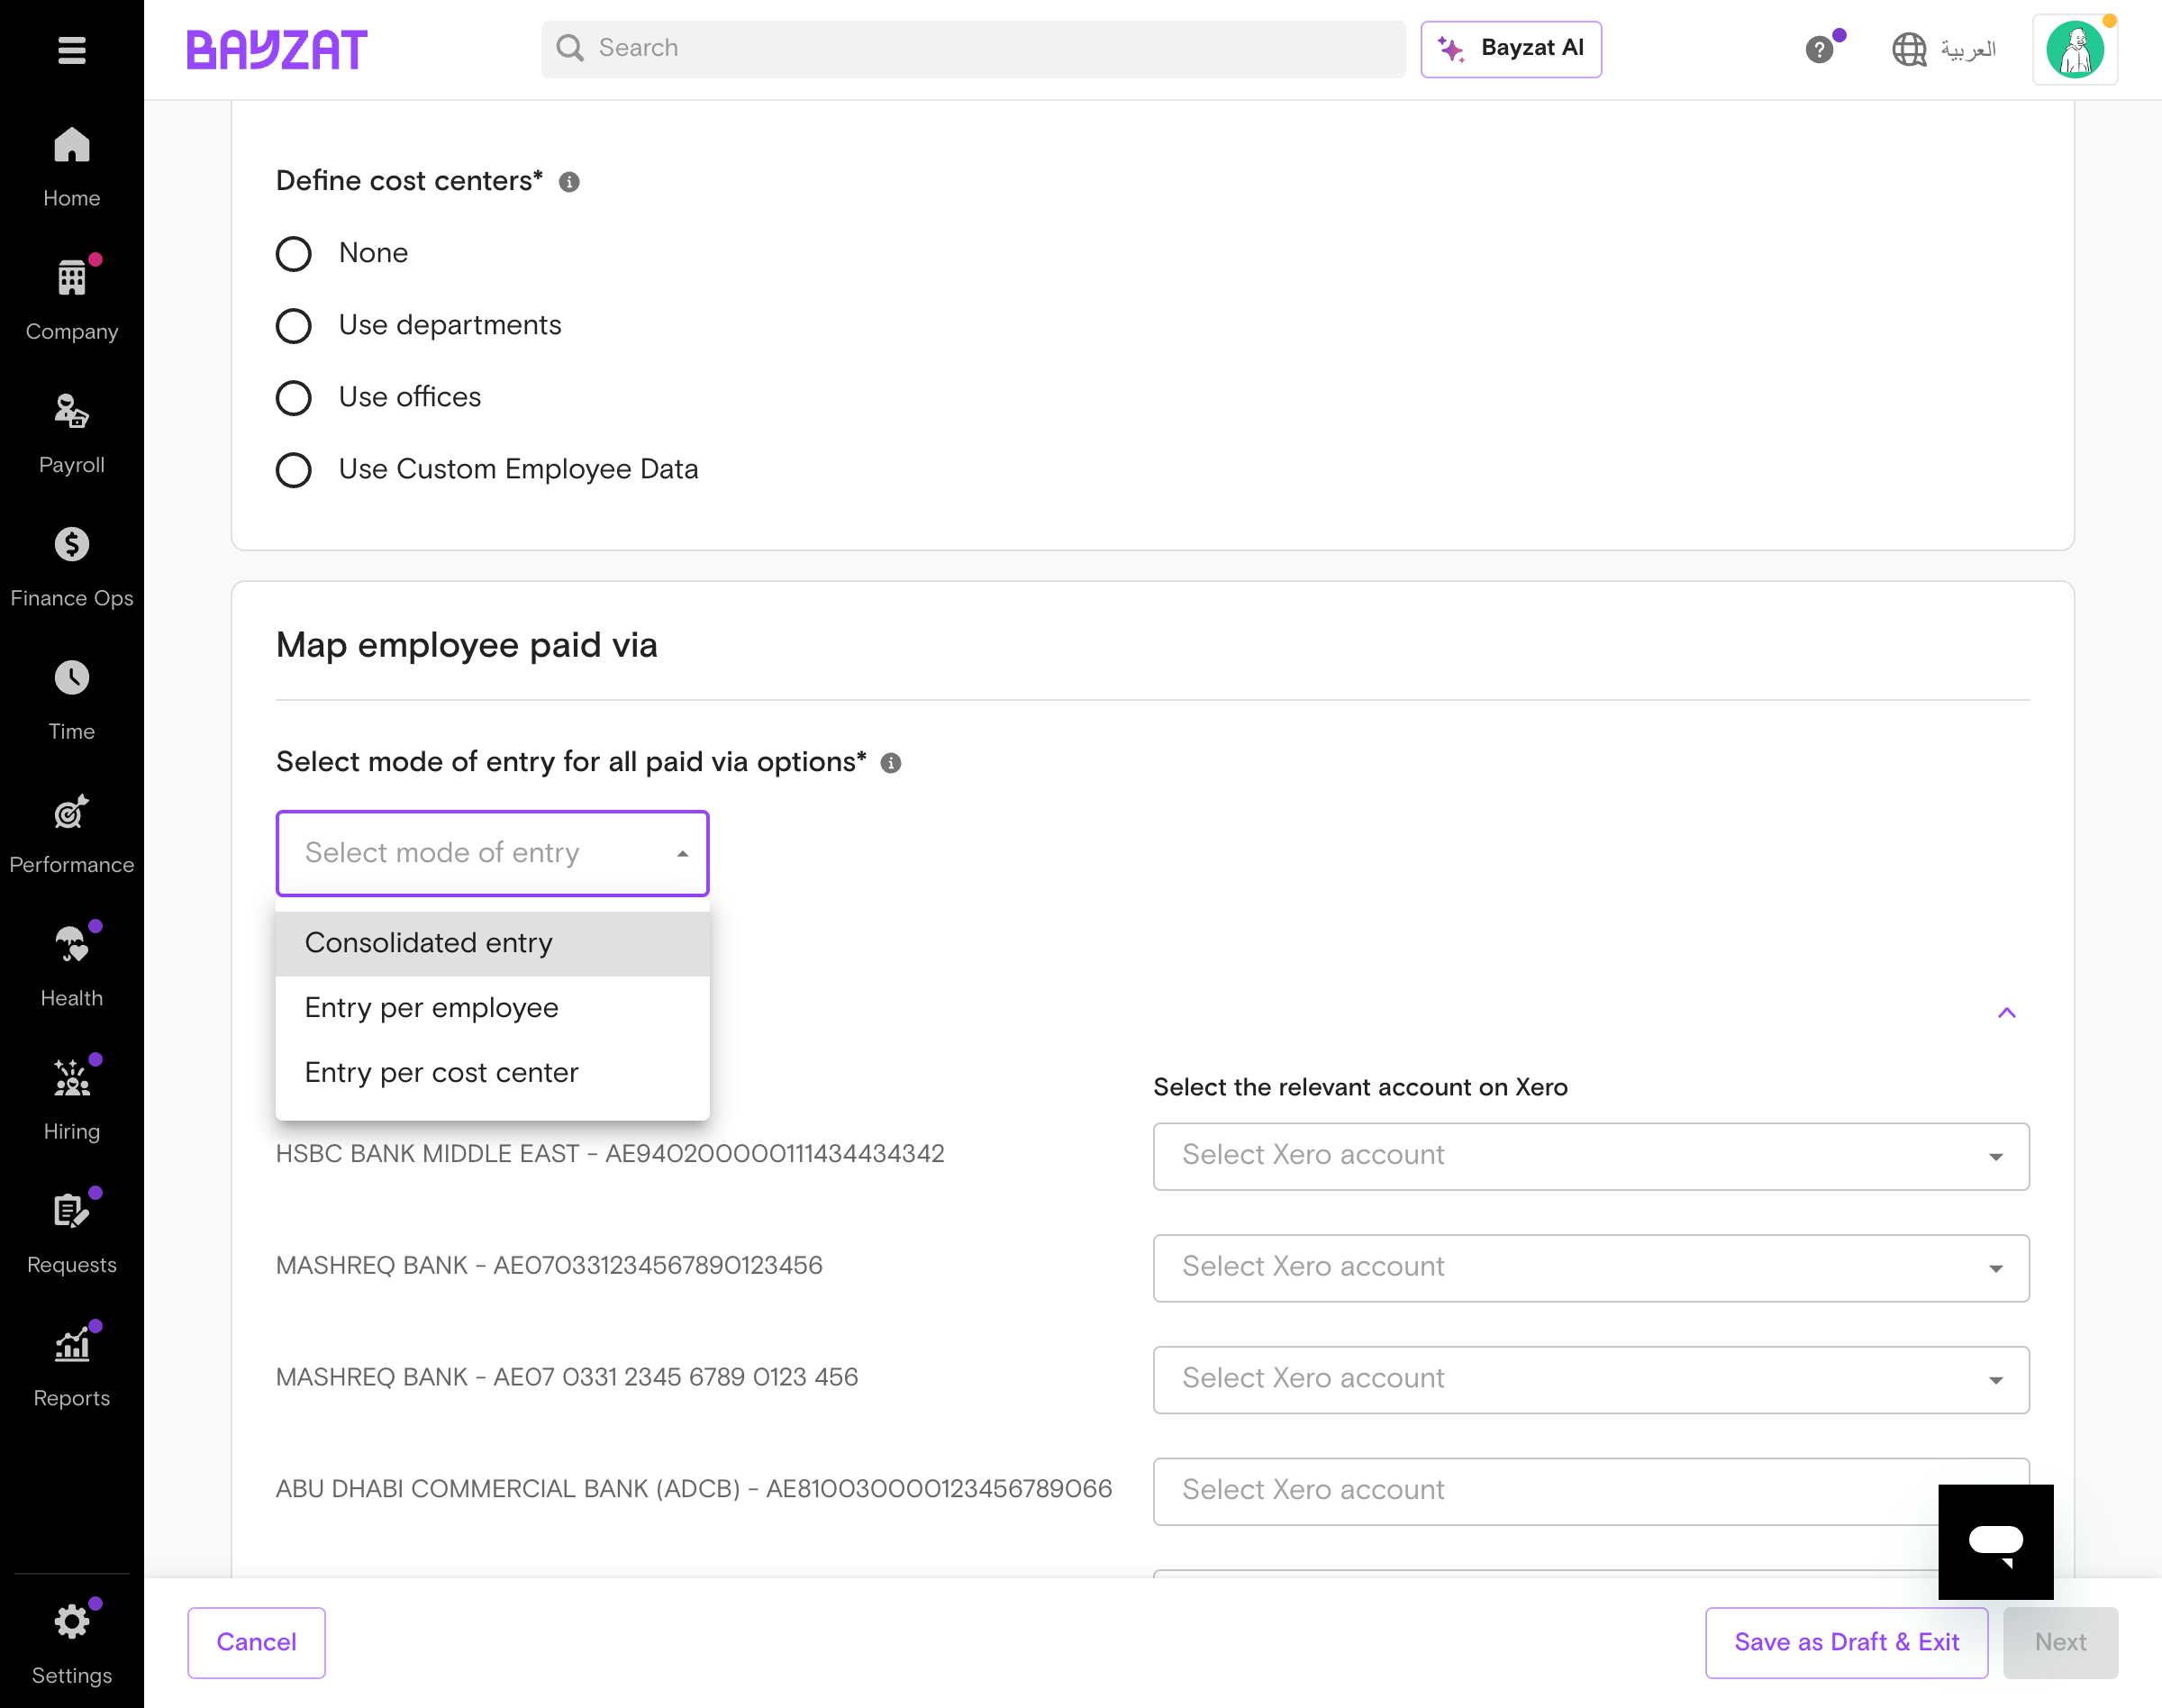 BAYZAT
Search
Bayzat AI
العربية
Home
Company
Payroll
Finance Ops
Time
Performance
Health
Hiring
Requests
Reports
Settings
Define cost centers*
None
Use departments
Use offices
Use Custom Employee Data
Map employee paid via
Select mode of entry for all paid via options*
Select mode of entry
Consolidated entry
Entry per employee
Entry per cost center
Select the relevant account on Xero
HSBC BANK MIDDLE EAST - AE940200000111434434342
Select Xero account
MASHREQ BANK - AE070331234567890123456
Select Xero account
MASHREQ BANK - AE07 0331 2345 6789 0123 456
Select Xero account
ABU DHABI COMMERCIAL BANK (ADCB) - AE810030000123456789066
Select Xero account
Cancel
Save as Draft & Exit
Next